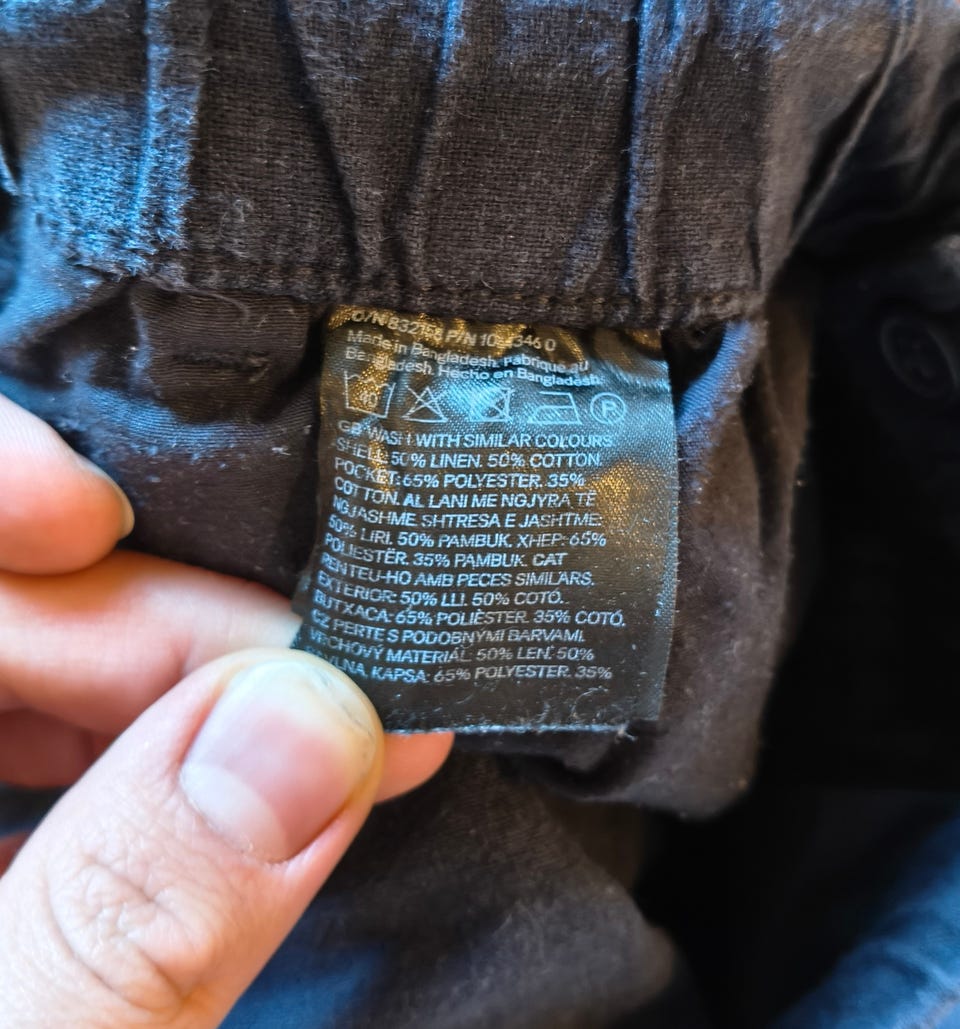 O/N P/N
Made in Bangladesh. Fabrique au
Bangladesh. Hecho en Bangladesh.
40 P
GB WASH WITH SIMILAR COLOURS.
SHELL: 50% LINEN. 50% COTTON.
POCKET: 65% POLYESTER. 35%
COTTON. AL LANI ME NGJYRA TË
NGJASHME. SHTRESA E JASHTME:
50% LIRI. 50% PAMBUK. XHEP: 65%
POLIESTËR. 35% PAMBUK. CAT
RENTEU-HO AMB PECES SIMILARS.
EXTERIOR: 50% LLI. 50% COTÓ.
BUTXACA: 65% POLIÈSTER. 35% COTÓ.
CZ PERTE S PODOBNÝMI BARVAMI.
VRCHOVÝ MATERIÁL: 50% LEN. 50%
KAPSA: 65% POLYESTER. 35%